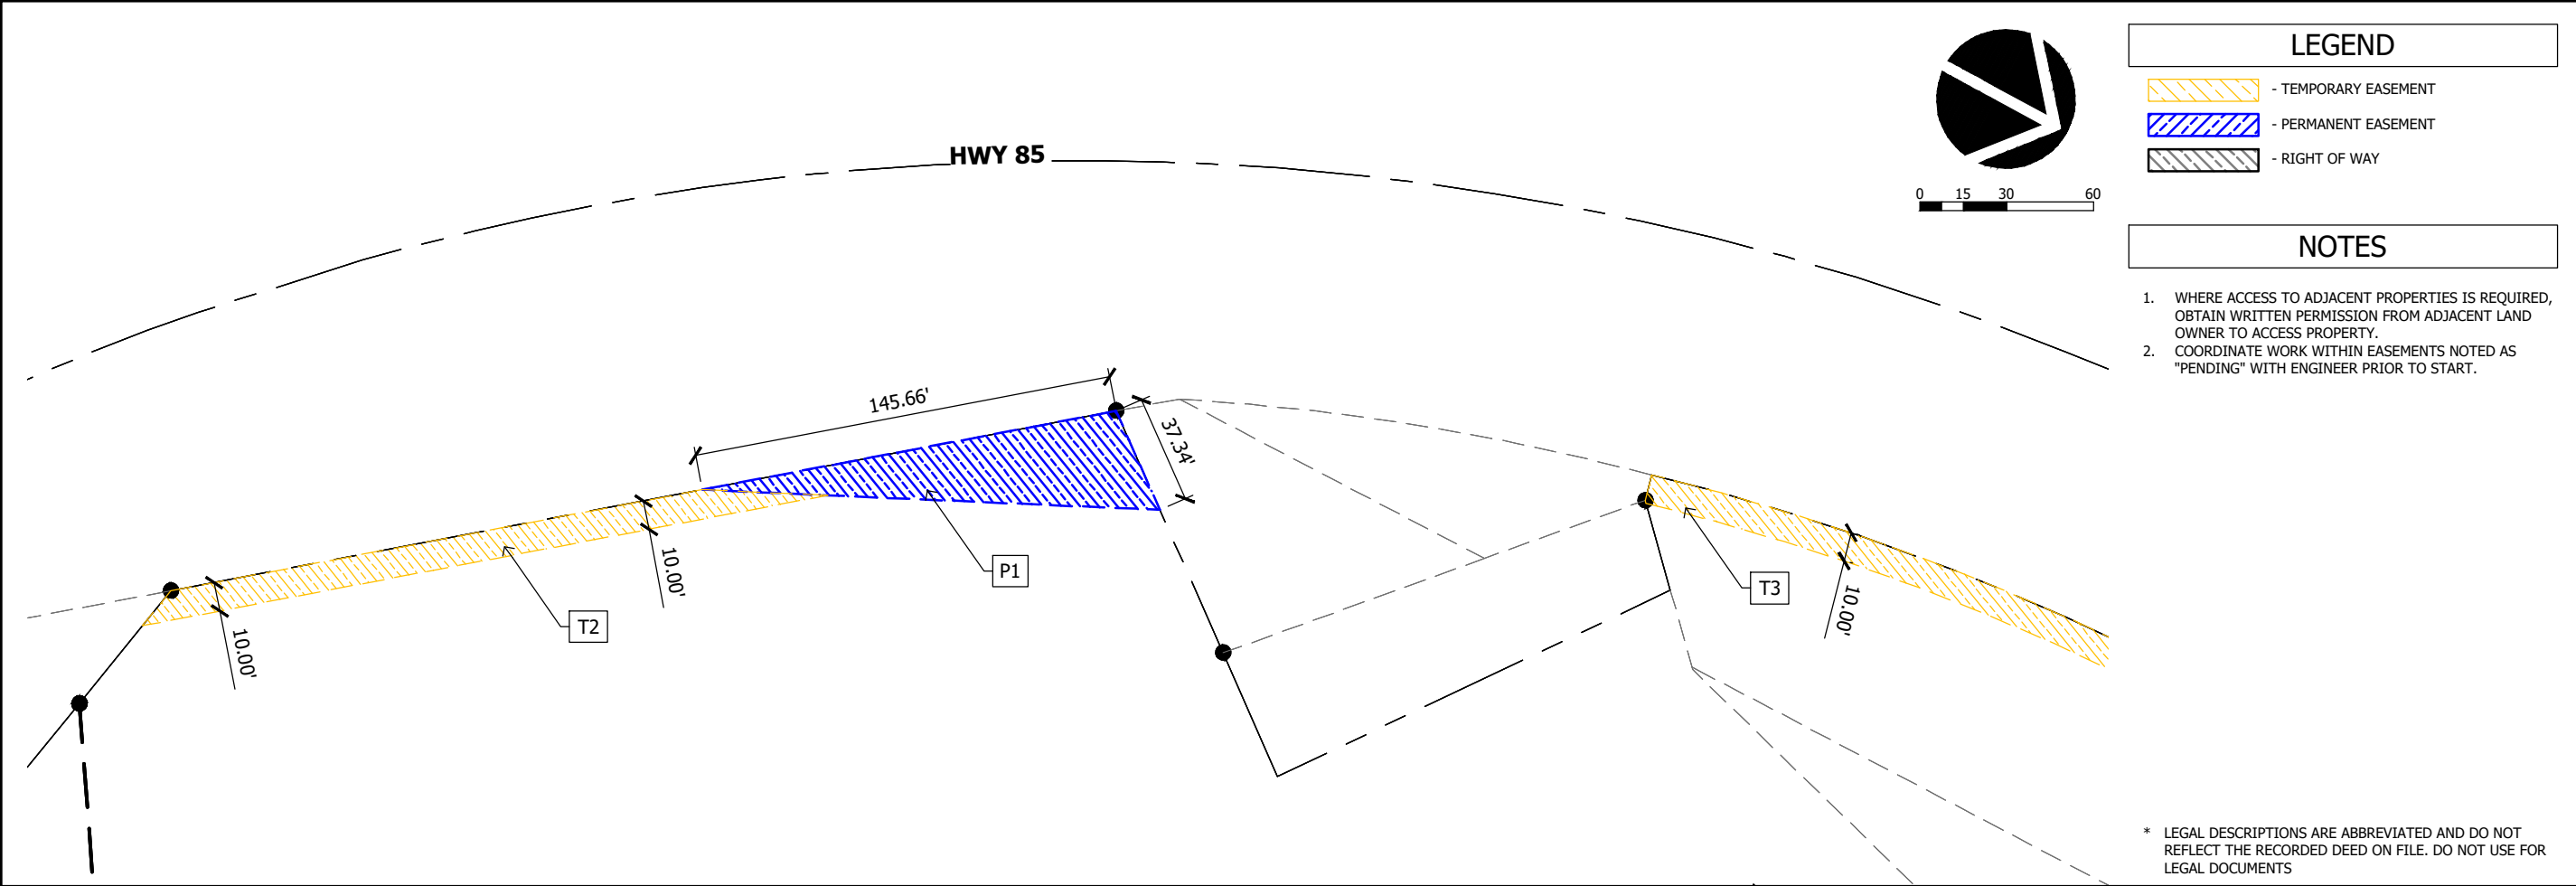 HWY 85
0 15 30 60
145.66'
37.34'
10.00'
10.00'
10.00'
P1
T2
T3
LEGEND
- TEMPORARY EASEMENT
- PERMANENT EASEMENT
- RIGHT OF WAY
NOTES
1. WHERE ACCESS TO ADJACENT PROPERTIES IS REQUIRED,
OBTAIN WRITTEN PERMISSION FROM ADJACENT LAND
OWNER TO ACCESS PROPERTY.
2. COORDINATE WORK WITHIN EASEMENTS NOTED AS
"PENDING" WITH ENGINEER PRIOR TO START.
* LEGAL DESCRIPTIONS ARE ABBREVIATED AND DO NOT
REFLECT THE RECORDED DEED ON FILE. DO NOT USE FOR
LEGAL DOCUMENTS